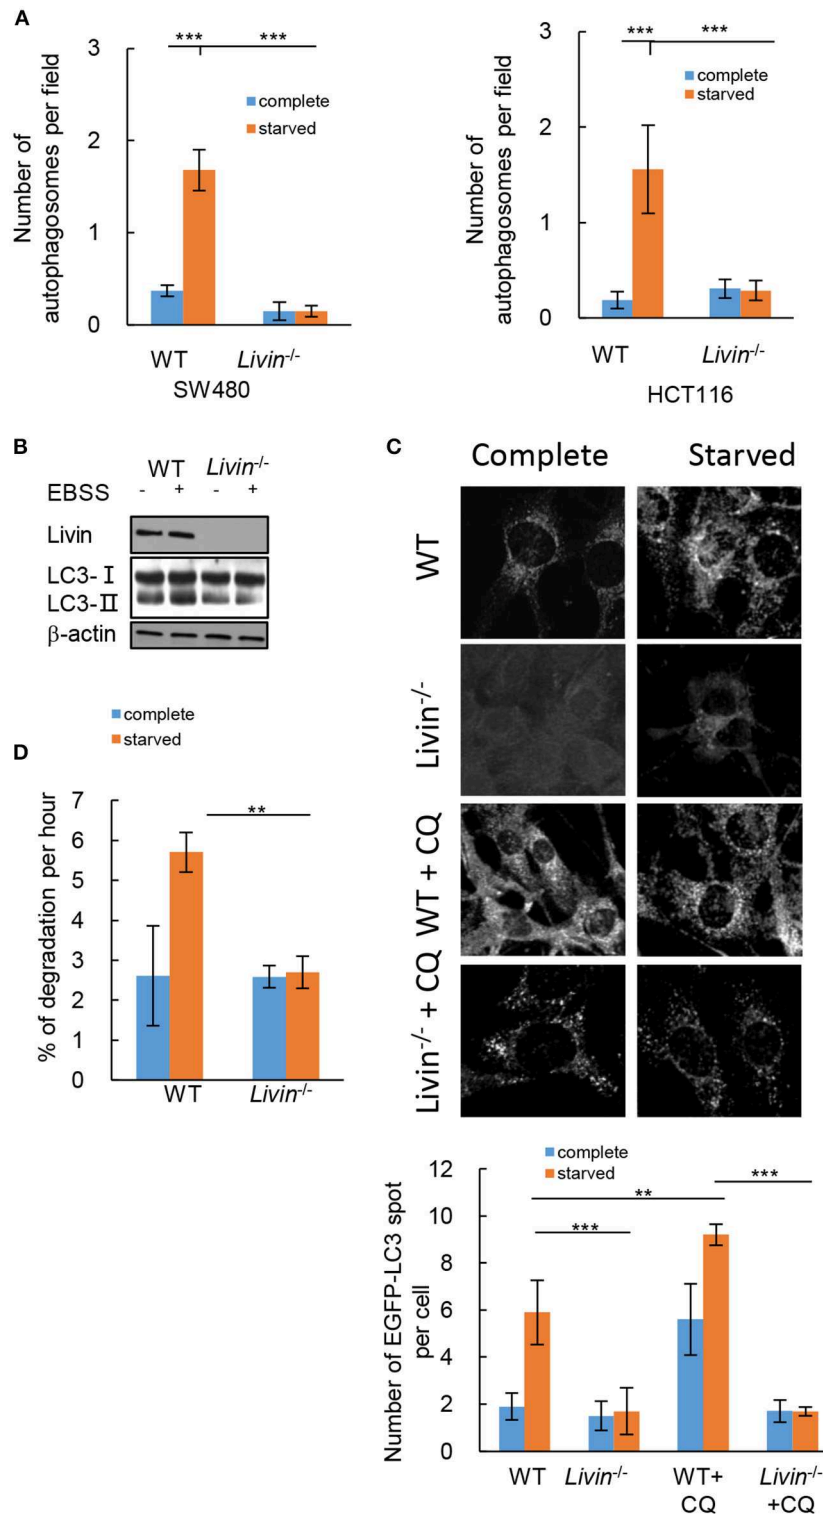 A
3
2
1
0
Number of
autophagosomes per field
*** ***
complete
starved
WT Livin-/-
SW480
3
2
1
0
Number of
autophagosomes per field
*** ***
complete
starved
WT Livin-/-
HCT116
B
WT Livin-/-
EBSS - + - +
Livin
LC3-I
LC3-II
β-actin
C
Complete Starved
WT
Livin-/-
WT + CQ
Livin-/- + CQ
complete
starved
D
7
6
5
4
3
2
1
0
% of degradation per hour
**
WT Livin-/-
complete
starved
12
10
8
6
4
2
0
Number of EGFP-LC3 spot
per cell
** ***
***
WT Livin-/- WT+ Livin-/-
CQ +CQ